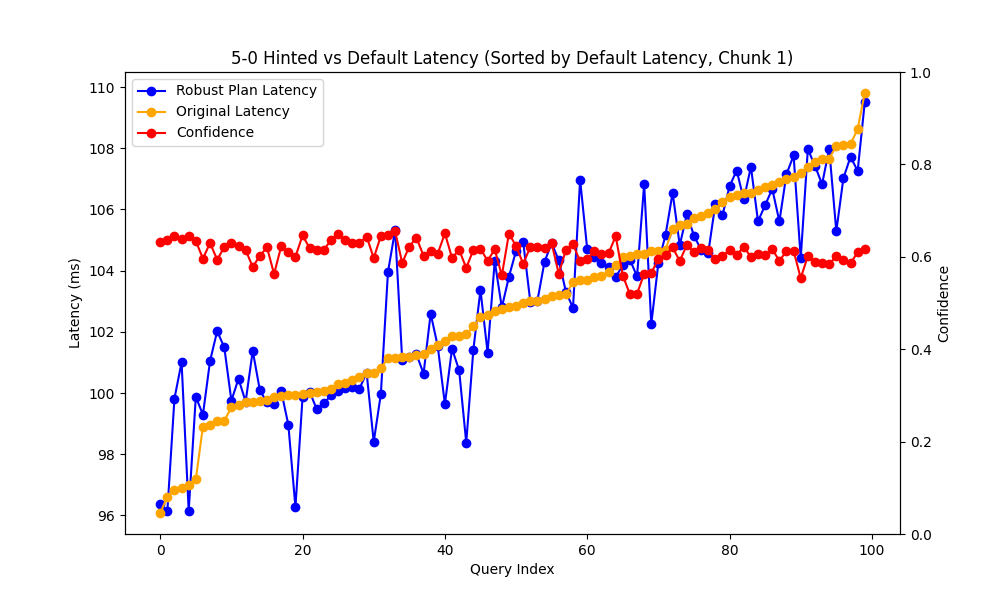 5-0 Hinted vs Default Latency (Sorted by Default Latency, Chunk 1)
Robust Plan Latency
Original Latency
Confidence
Latency (ms)
110
108
106
104
102
100
98
96
0
20
40
60
80
100
Query Index
1.0
0.8
0.6
0.4
0.2
0.0
Confidence